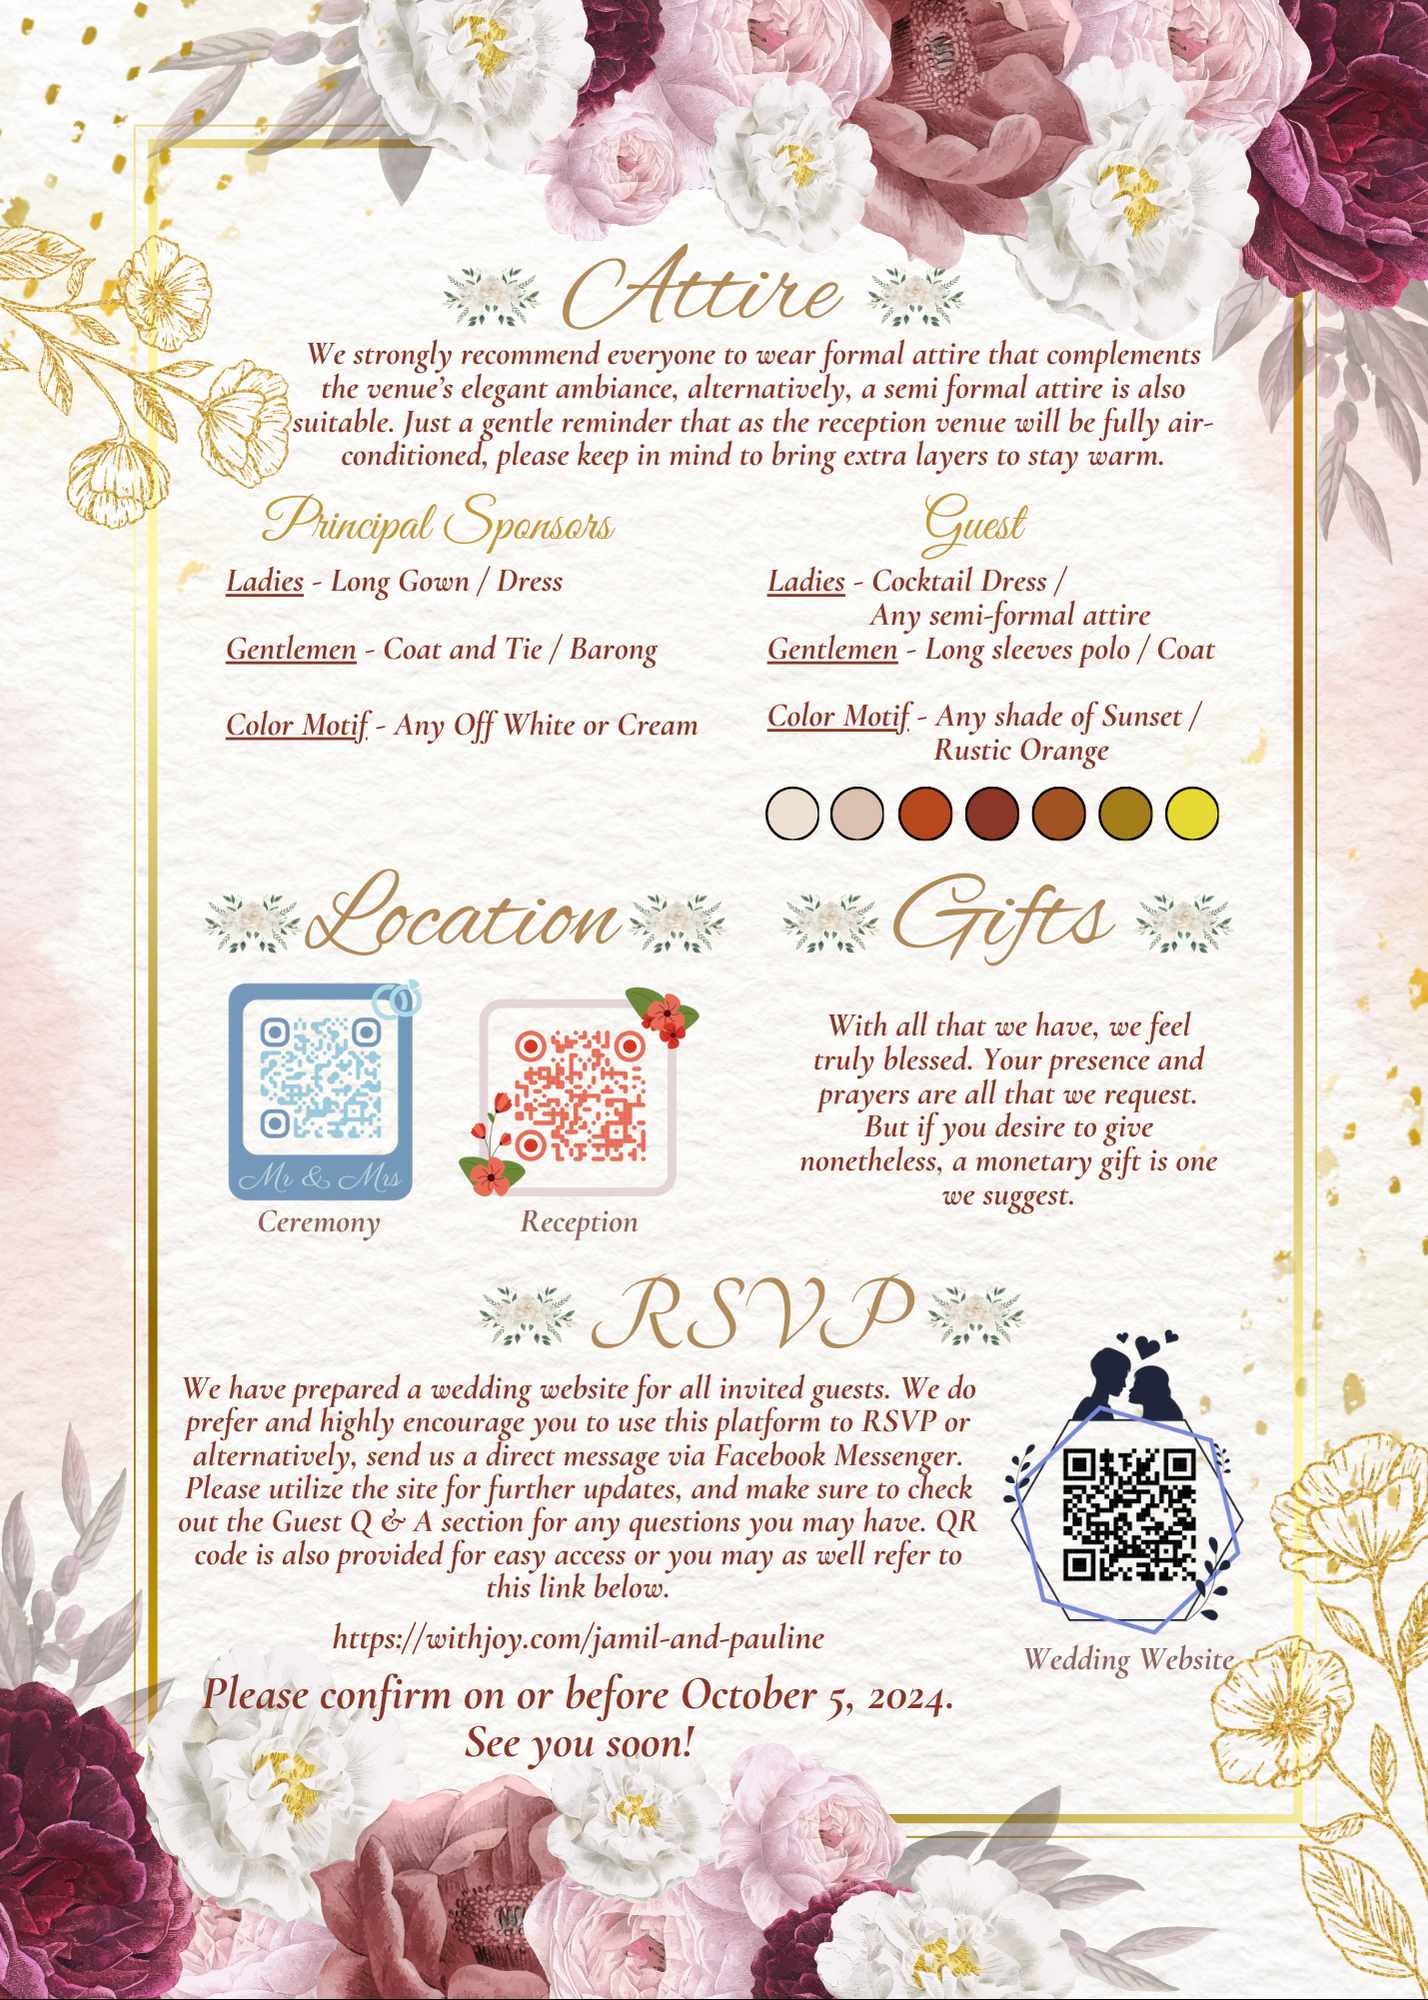 Attire
We strongly recommend everyone to wear formal attire that complements
the venue's elegant ambiance, alternatively, a semi formal attire is also
suitable. Just a gentle reminder that as the reception venue will be fully air-
conditioned, please keep in mind to bring extra layers to stay warm.
Principal Sponsors
Ladies - Long Gown / Dress
Gentlemen - Coat and Tie / Barong
Color Motif - Any Off White or Cream
Guest
Ladies - Cocktail Dress /
Any semi-formal attire
Gentlemen - Long sleeves polo / Coat
Color Motif - Any shade of Sunset /
Rustic Orange
Location
Mr & Mrs
Ceremony
Reception
Gifts
With all that we have, we feel
truly blessed. Your presence and
prayers are all that we request.
But if you desire to give
nonetheless, a monetary gift is one
we suggest.
RSVP
We have prepared a wedding website for all invited guests. We do
prefer and highly encourage you to use this platform to RSVP or
alternatively, send us a direct message via Facebook Messenger.
Please utilize the site for further updates, and make sure to check
out the Guest Q & A section for any questions you may have. QR
code is also provided for easy access or you may as well refer to
this link below.
https://withjoy.com/jamil-and-pauline
Please confirm on or before October 5, 2024.
See you soon!
Wedding Website